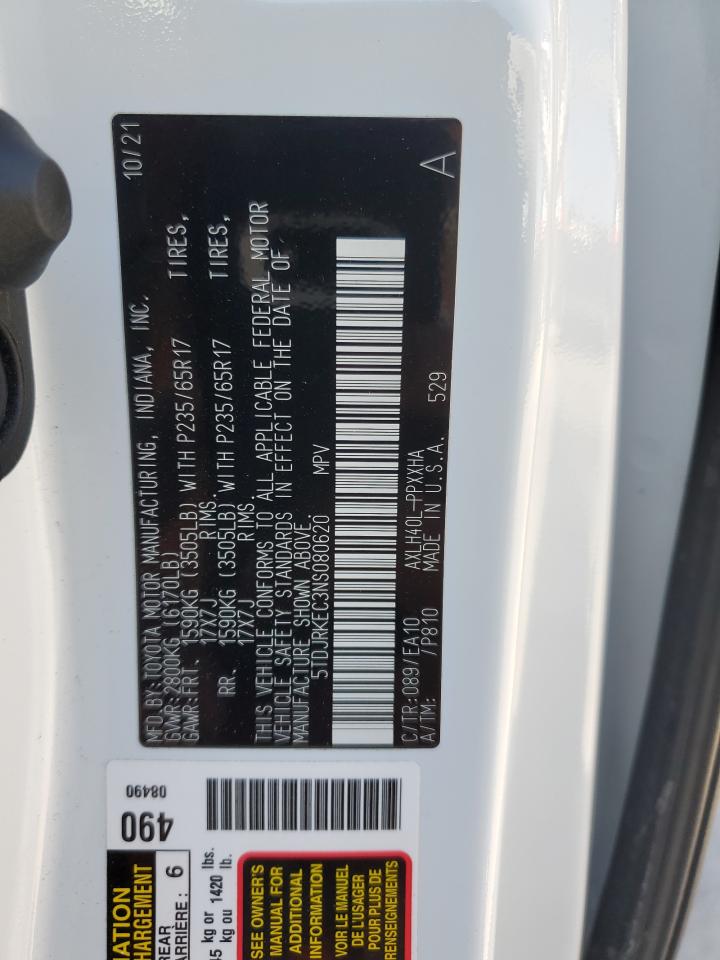 MFD.BY:TOYOTA MOTOR MANUFACTURING, INDIANA, INC. 10/21
GVWR:2800KG (6170LB)
GAWR:FRT. 1590KG (3505LB) WITH P235/65R17 TIRES,
17X7J RIMS.
RR. 1590KG (3505LB) WITH P235/65R17 TIRES,
17X7J RIMS.
THIS VEHICLE CONFORMS TO ALL APPLICABLE FEDERAL MOTOR
VEHICLE SAFETY STANDARDS IN EFFECT ON THE DATE OF
MANUFACTURE SHOWN ABOVE.
5TDJRKEC3NS080620 MPV
C/TR:089/EA10 AXLH40L-PPXXHA A
A/TM: /P810 MADE IN U.S.A. 529
490
08490
MATION
CHARGEMENT
REAR
ARRIÈRE : 6
kg or 1420 lbs.
kg ou 1420 lb.
SEE OWNER'S
MANUAL FOR
ADDITIONAL
INFORMATION
VOIR LE MANUEL
DE L'USAGER
POUR PLUS DE
RENSEIGNEMENTS